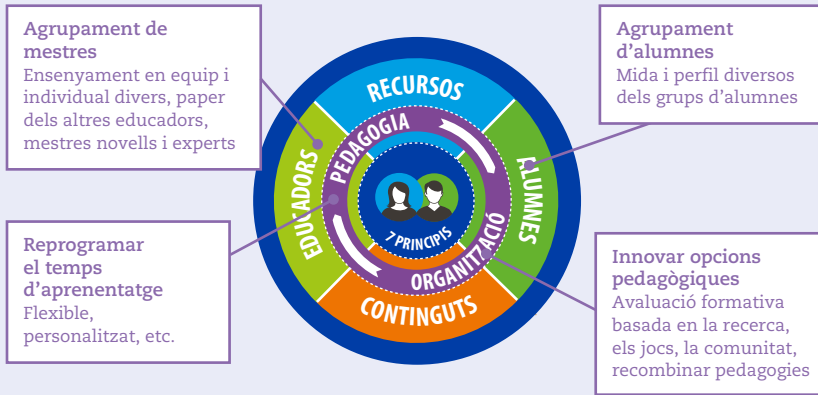 Agrupament de
mestres
Ensenyament en equip i
individual divers, paper
dels altres educadors,
mestres novells i experts
Agrupament
d’alumnes
Mida i perfil diversos
dels grups d’alumnes
RECURSOS
PEDAGOGIA
EDUCADORS
ALUMNES
7 PRINCIPIS
ORGANITZACIÓ
CONTINGUTS
Reprogramar
el temps
d’aprenentatge
Flexible,
personalitzat, etc.
Innovar opcions
pedagògiques
Avaluació formativa
basada en la recerca,
els jocs, la comunitat,
recombinar pedagogies